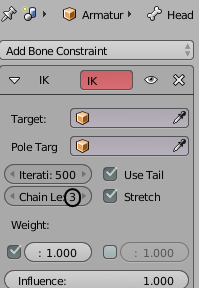 Armatur Head
Add Bone Constraint
IK IK
Target:
Pole Targ
Iterati: 500 Use Tail
Chain Le: 3 Stretch
Weight:
: 1.000 : 1.000
Influence: 1.000